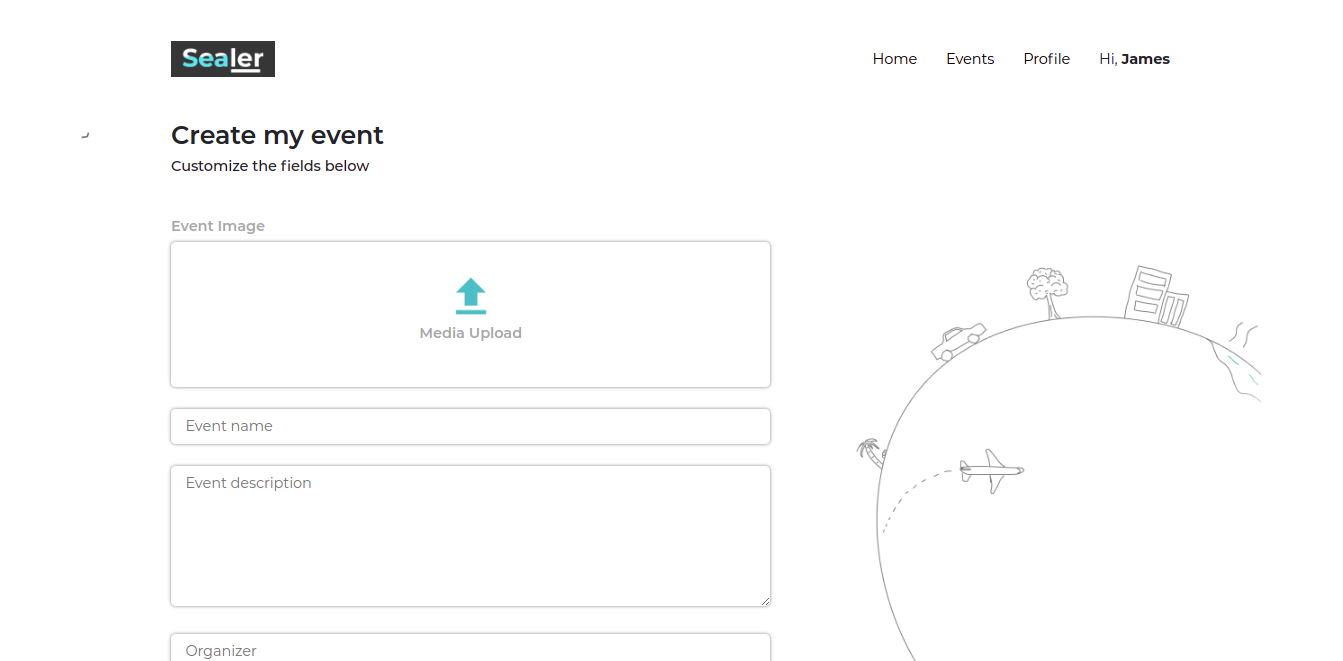 Sealer
Home Events Profile Hi, James
Create my event
Customize the fields below
Event Image
Media Upload
Event name
Event description
Organizer